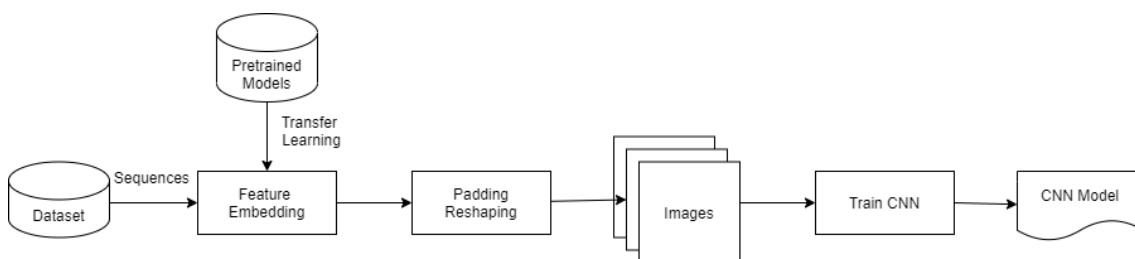 Pretrained
Models
Transfer
Learning
Sequences
Dataset
Feature
Embedding
Padding
Reshaping
Images
Train CNN
CNN Model